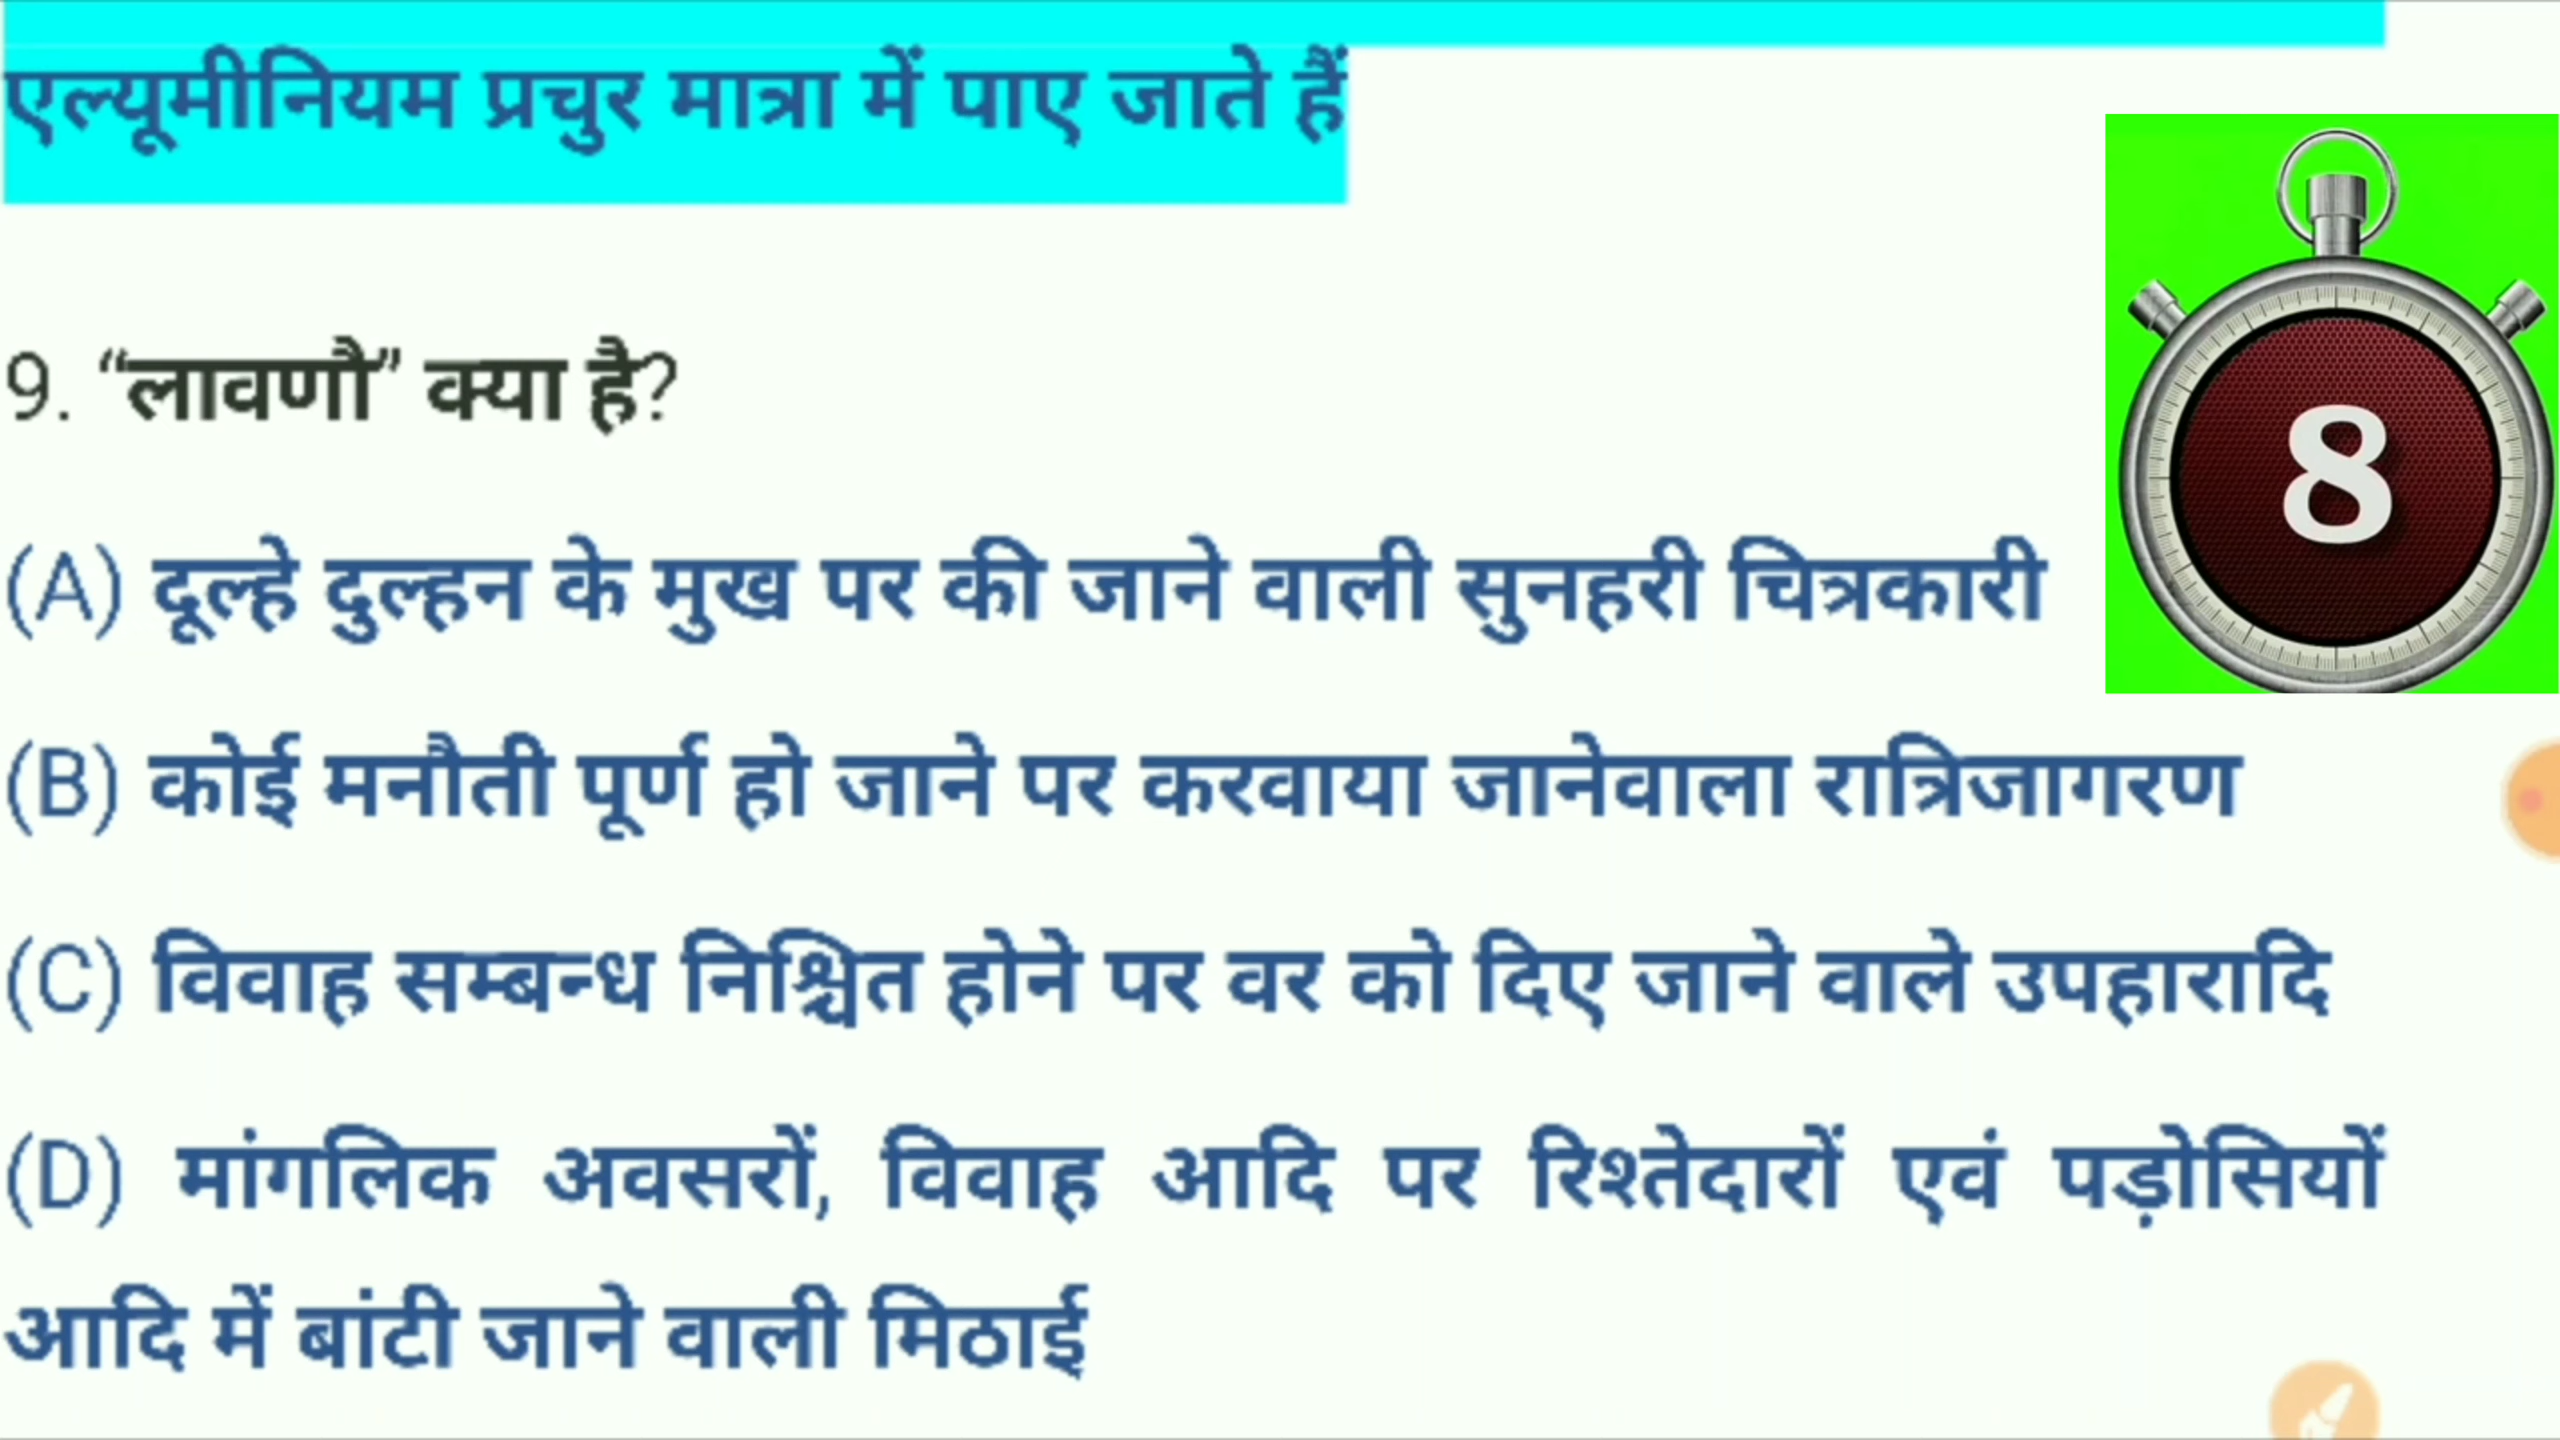 एल्यूमीनियम प्रचुर मात्रा में पाए जाते हैं
9. “लावणौ” क्या है?
8
(A) दूल्हे दुल्हन के मुख पर की जाने वाली सुनहरी चित्रकारी
(B) कोई मनौती पूर्ण हो जाने पर करवाया जानेवाला रात्रिजागरण
(C) विवाह सम्बन्ध निश्चित होने पर वर को दिए जाने वाले उपहारादि
(D) मांगलिक अवसरों, विवाह आदि पर रिश्तेदारों एवं पड़ोसियों
आदि में बांटी जाने वाली मिठाई